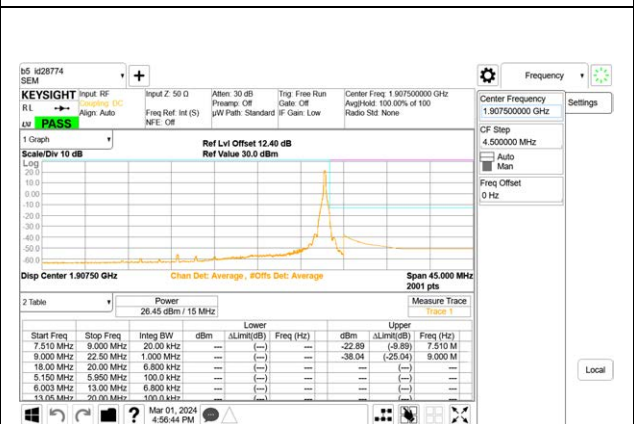 b5 id28774
SEM
Frequency
KEYSIGHT Input: RF
Coupling: DC
Align: Auto
Input Z: 50 Ω
Freq Ref: Int (S)
NFE: Off
Atten: 30 dB
Preamp: Off
µW Path: Standard
Trig: Free Run
Gate: Off
IF Gain: Low
Center Freq: 1.907500000 GHz
Avg|Hold: 100.00% of 100
Radio Std: None
RL
PASS
Center Frequency
1.907500000 GHz
Settings
CF Step
4.500000 MHz
Auto
Man
Freq Offset
0 Hz
Local
1 Graph
Scale/Div 10 dB
Ref Lvl Offset 12.40 dB
Ref Value 30.0 dBm
Log
20.0
10.0
0.00
-10.0
-20.0
-30.0
-40.0
-50.0
-60.0
Disp Center 1.90750 GHz
Chan Det: Average, #Offs Det: Average
Span 45.000 MHz
2001 pts
2 Table
Power
26.45 dBm / 15 MHz
Measure Trace
Trace 1
Lower Upper
Start Freq Stop Freq Integ BW dBm ΔLimit(dB) Freq (Hz) dBm ΔLimit(dB) Freq (Hz)
7.510 MHz 9.000 MHz 20.00 kHz --- (---) --- -22.89 (-9.89) 7.510 M
9.000 MHz 22.50 MHz 1.000 MHz --- (---) --- -38.04 (-25.04) 9.000 M
18.00 MHz 20.00 MHz 6.800 kHz --- (---) --- --- (---) ---
5.150 MHz 5.950 MHz 100.0 kHz --- (---) --- --- (---) ---
6.003 MHz 13.00 MHz 6.800 kHz --- (---) --- --- (---) ---
13.05 MHz 20.00 MHz 100.0 kHz --- (---) --- --- (---) ---
Mar 01, 2024
4:56:44 PM